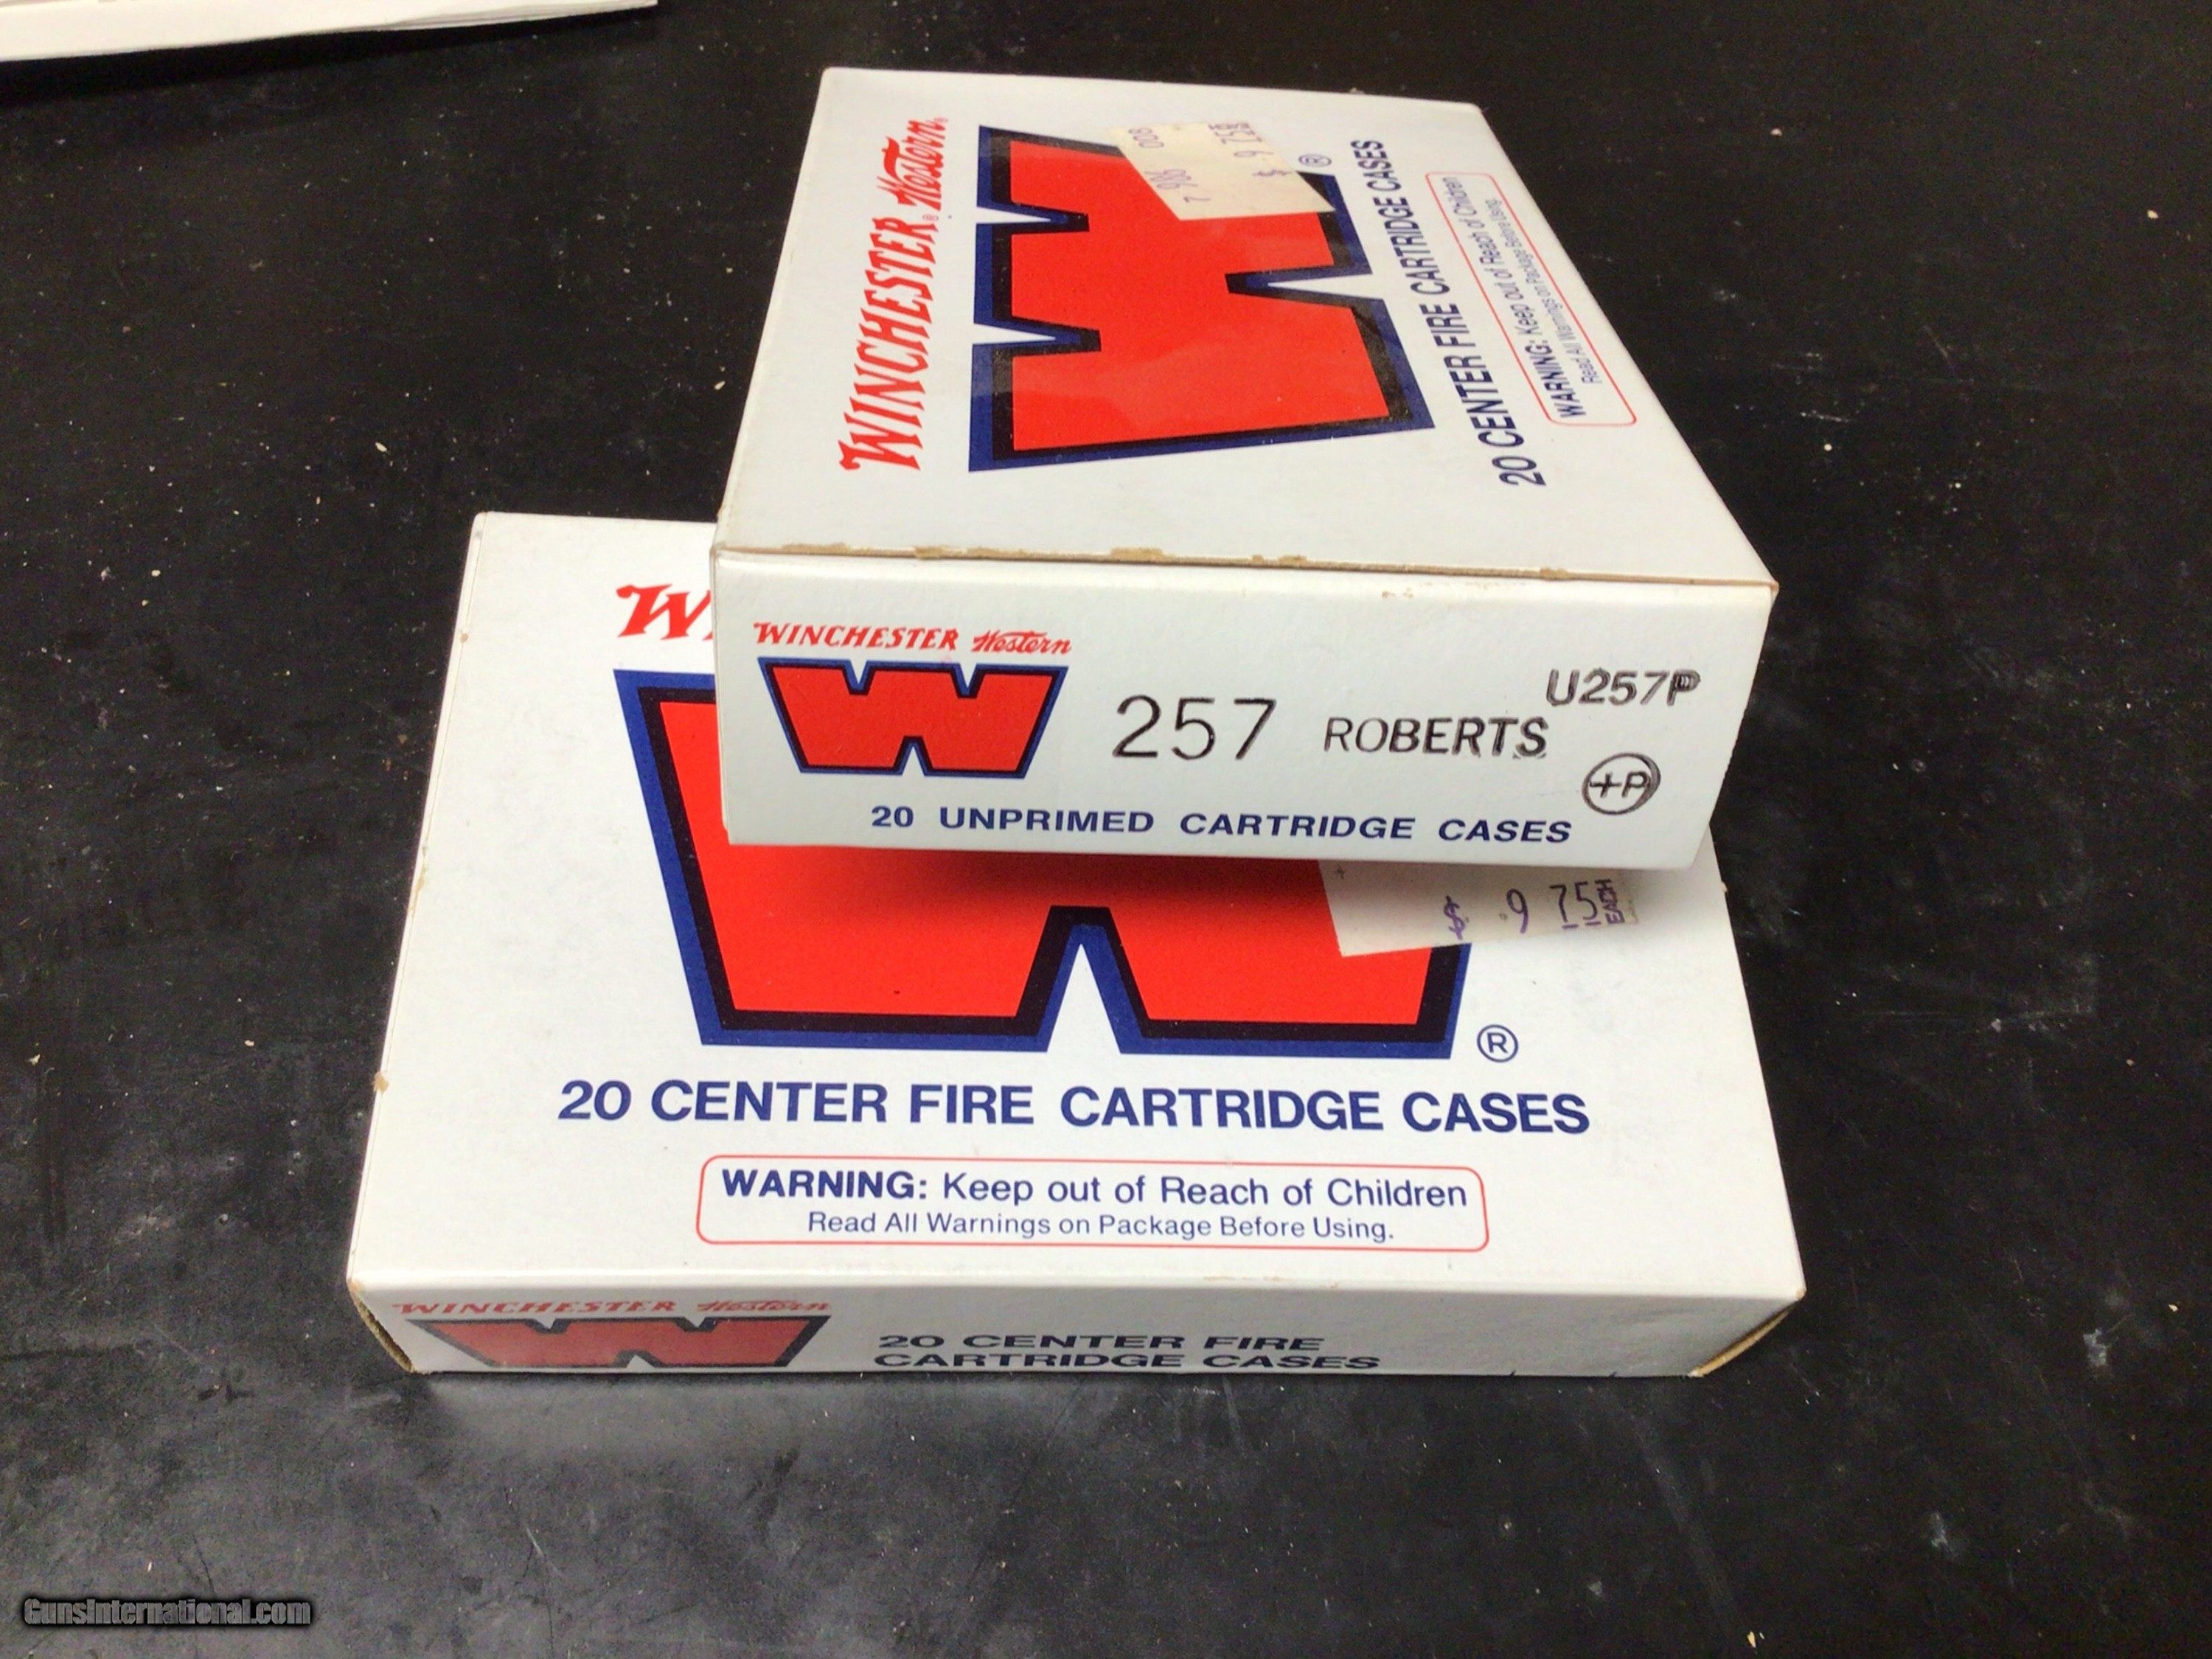 WINCHESTER® Western®
7 986 008
$ 9.75
®
20 CENTER FIRE CARTRIDGE CASES
WARNING: Keep out of Reach of Children
Read All Warnings on Package Before Using.
WINCHESTER Western
257 ROBERTS
U257P
+P
20 UNPRIMED CARTRIDGE CASES
W
$ 9 75 EACH
®
20 CENTER FIRE CARTRIDGE CASES
WARNING: Keep out of Reach of Children
Read All Warnings on Package Before Using.
WINCHESTER Western
20 CENTER FIRE
CARTRIDGE CASES
GunsInternational.com